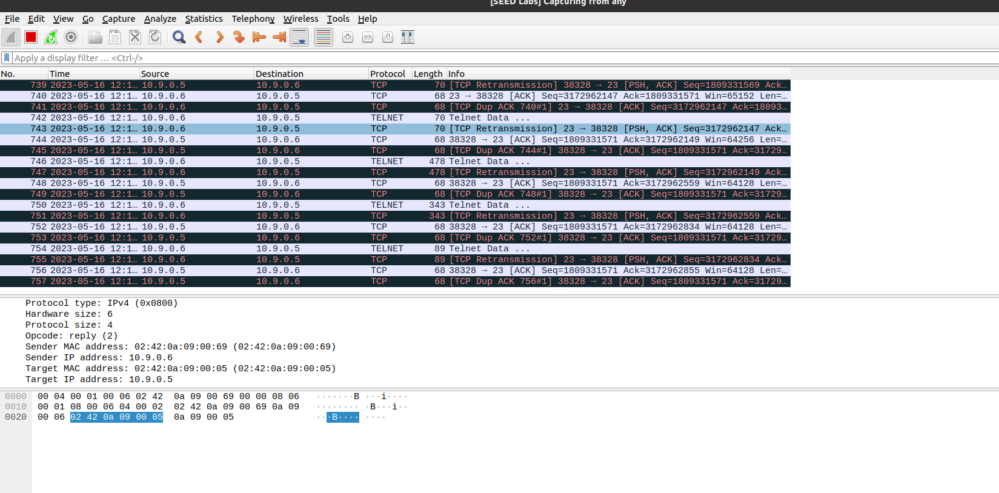 [SEED Labs] Capturing from any
File Edit View Go Capture Analyze Statistics Telephony Wireless Tools Help
Apply a display filter … <Ctrl-/>
No. Time Source Destination Protocol Length Info
739 2023-05-16 12:1… 10.9.0.5 10.9.0.6 TCP 70 [TCP Retransmission] 38328 → 23 [PSH, ACK] Seq=1809331569 Ack…
740 2023-05-16 12:1… 10.9.0.6 10.9.0.5 TCP 68 23 → 38328 [ACK] Seq=3172962147 Ack=1809331571 Win=65152 Len=…
741 2023-05-16 12:1… 10.9.0.6 10.9.0.5 TCP 68 [TCP Dup ACK 740#1] 23 → 38328 [ACK] Seq=3172962147 Ack=18093…
742 2023-05-16 12:1… 10.9.0.6 10.9.0.5 TELNET 70 Telnet Data ...
743 2023-05-16 12:1… 10.9.0.6 10.9.0.5 TCP 70 [TCP Retransmission] 23 → 38328 [PSH, ACK] Seq=3172962147 Ack…
744 2023-05-16 12:1… 10.9.0.5 10.9.0.6 TCP 68 38328 → 23 [ACK] Seq=1809331571 Ack=3172962149 Win=64256 Len=…
745 2023-05-16 12:1… 10.9.0.5 10.9.0.6 TCP 68 [TCP Dup ACK 744#1] 38328 → 23 [ACK] Seq=1809331571 Ack=31729…
746 2023-05-16 12:1… 10.9.0.6 10.9.0.5 TELNET 478 Telnet Data ...
747 2023-05-16 12:1… 10.9.0.6 10.9.0.5 TCP 478 [TCP Retransmission] 23 → 38328 [PSH, ACK] Seq=3172962149 Ack…
748 2023-05-16 12:1… 10.9.0.5 10.9.0.6 TCP 68 38328 → 23 [ACK] Seq=1809331571 Ack=3172962559 Win=64128 Len=…
749 2023-05-16 12:1… 10.9.0.5 10.9.0.6 TCP 68 [TCP Dup ACK 748#1] 38328 → 23 [ACK] Seq=1809331571 Ack=31729…
750 2023-05-16 12:1… 10.9.0.6 10.9.0.5 TELNET 343 Telnet Data ...
751 2023-05-16 12:1… 10.9.0.6 10.9.0.5 TCP 343 [TCP Retransmission] 23 → 38328 [PSH, ACK] Seq=3172962559 Ack…
752 2023-05-16 12:1… 10.9.0.5 10.9.0.6 TCP 68 38328 → 23 [ACK] Seq=1809331571 Ack=3172962834 Win=64128 Len=…
753 2023-05-16 12:1… 10.9.0.5 10.9.0.6 TCP 68 [TCP Dup ACK 752#1] 38328 → 23 [ACK] Seq=1809331571 Ack=31729…
754 2023-05-16 12:1… 10.9.0.6 10.9.0.5 TELNET 89 Telnet Data ...
755 2023-05-16 12:1… 10.9.0.6 10.9.0.5 TCP 89 [TCP Retransmission] 23 → 38328 [PSH, ACK] Seq=3172962834 Ack…
756 2023-05-16 12:1… 10.9.0.5 10.9.0.6 TCP 68 38328 → 23 [ACK] Seq=1809331571 Ack=3172962855 Win=64128 Len=…
757 2023-05-16 12:1… 10.9.0.5 10.9.0.6 TCP 68 [TCP Dup ACK 756#1] 38328 → 23 [ACK] Seq=1809331571 Ack=31729…
Protocol type: IPv4 (0x0800)
Hardware size: 6
Protocol size: 4
Opcode: reply (2)
Sender MAC address: 02:42:0a:09:00:69 (02:42:0a:09:00:69)
Sender IP address: 10.9.0.6
Target MAC address: 02:42:0a:09:00:05 (02:42:0a:09:00:05)
Target IP address: 10.9.0.5
0000 00 04 00 01 00 06 02 42 0a 09 00 69 00 00 08 06 ·······B ···i····
0010 00 01 08 00 06 04 00 02 02 42 0a 09 00 69 0a 09 ········ ·B···i··
0020 00 06 02 42 0a 09 00 05 0a 09 00 05 ···B···· ····